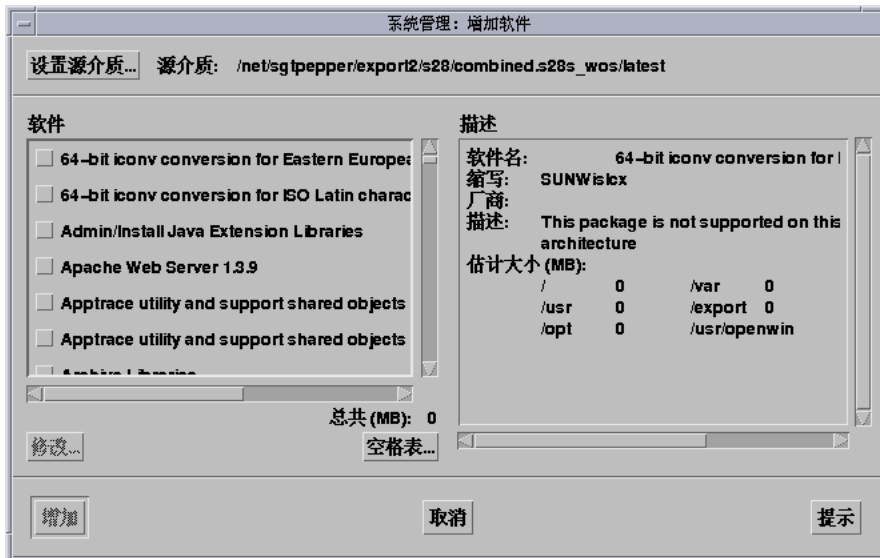 系统管理：增加软件
设置源介质... 源介质: /net/sgtpepper/export2/s28/combined.s28s_wos/latest
软件
64-bit iconv conversion for Eastern Europea
64-bit iconv conversion for ISO Latin charac
Admin/Install Java Extension Libraries
Apache Web Server 1.3.9
Apptrace utility and support shared objects
Apptrace utility and support shared objects
Archive Libraries
总共 (MB): 0
修改... 空格表...
描述
软件名: 64-bit iconv conversion for I
缩写: SUNWislcx
厂商:
描述: This package is not supported on this
architecture
估计大小 (MB):
/ 0 /var 0
/usr 0 /export 0
/opt 0 /usr/openwin
增加 取消 提示